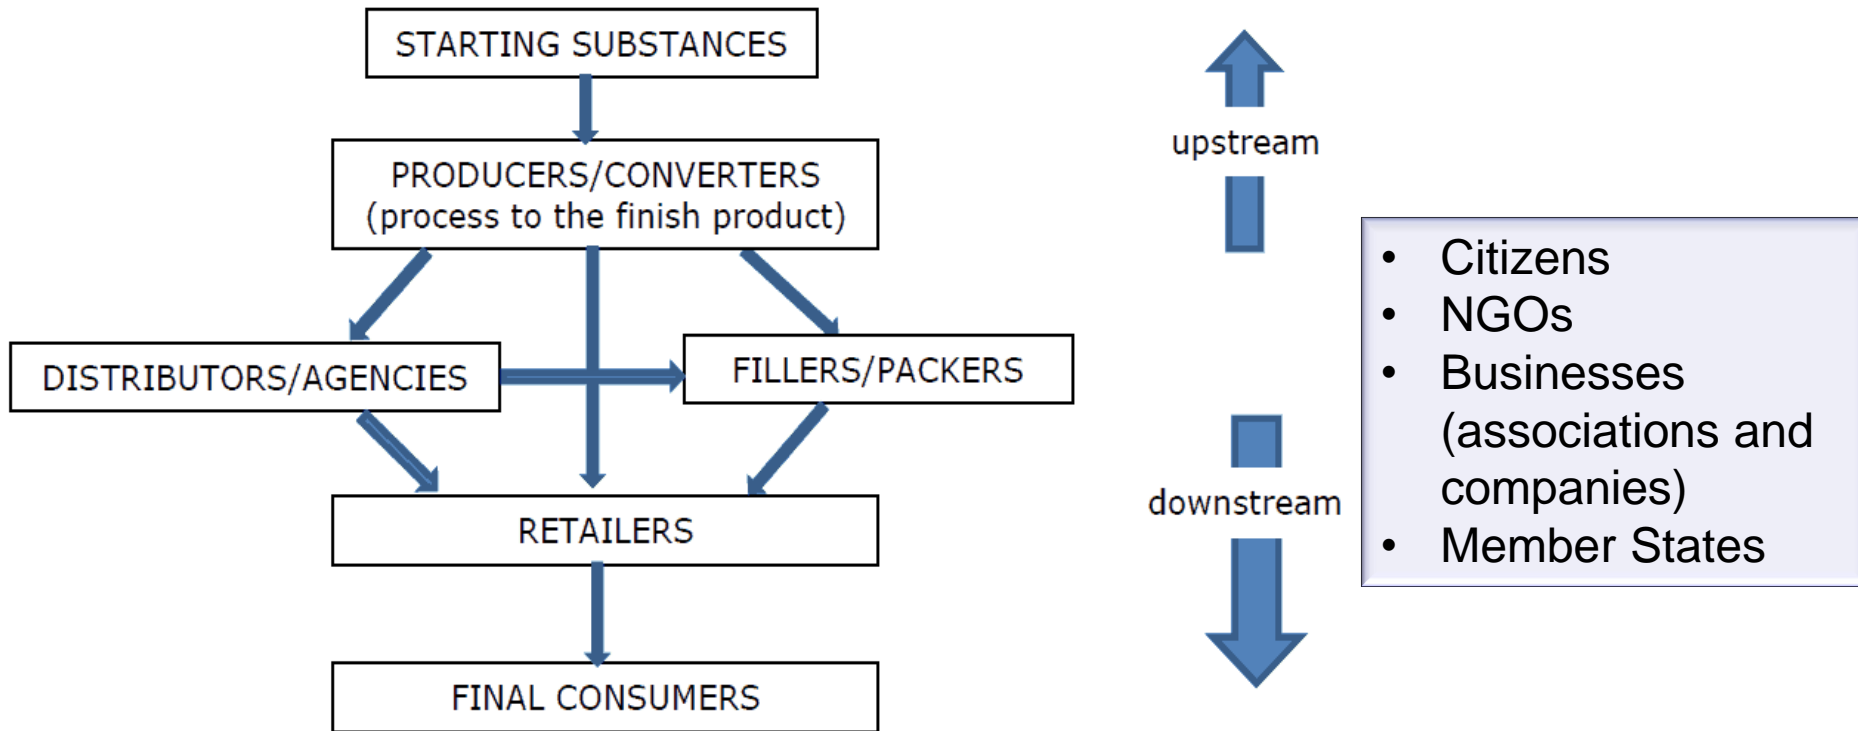 STARTING SUBSTANCES
PRODUCERS/CONVERTERS
(process to the finish product)
DISTRIBUTORS/AGENCIES
FILLERS/PACKERS
RETAILERS
FINAL CONSUMERS
upstream
downstream
• Citizens
• NGOs
• Businesses
(associations and
companies)
• Member States